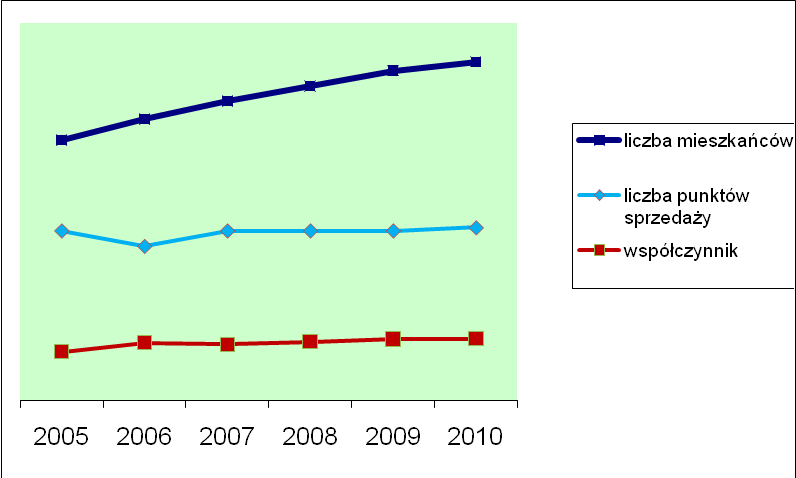 liczba mieszkańców
liczba punktów
sprzedaży
współczynnik
2005 2006 2007 2008 2009 2010